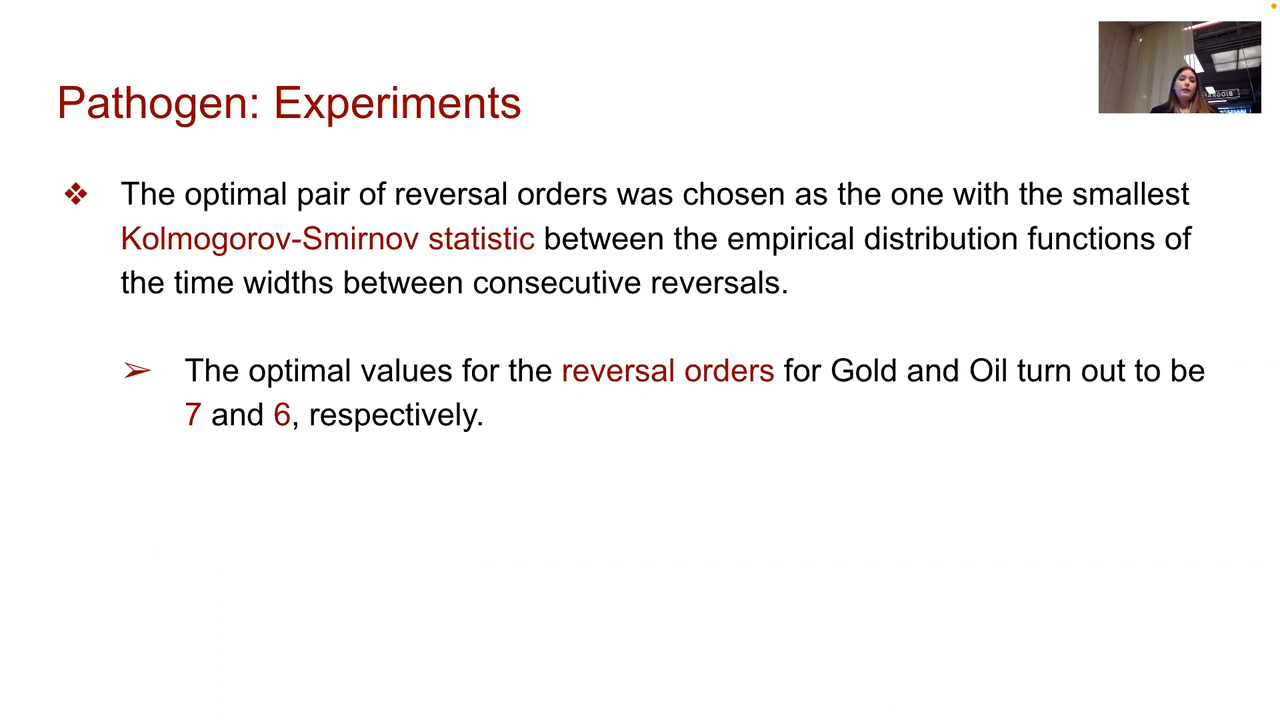 Pathogen: Experiments
❖ The optimal pair of reversal orders was chosen as the one with the smallest
Kolmogorov-Smirnov statistic between the empirical distribution functions of
the time widths between consecutive reversals.
➢ The optimal values for the reversal orders for Gold and Oil turn out to be
7 and 6, respectively.